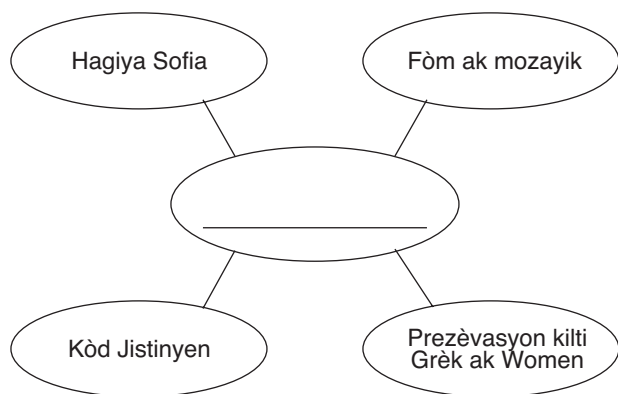 Hagiya Sofia
Fòm ak mozayik
Kòd Jistinyen
Prezèvasyon kilti
Grèk ak Women